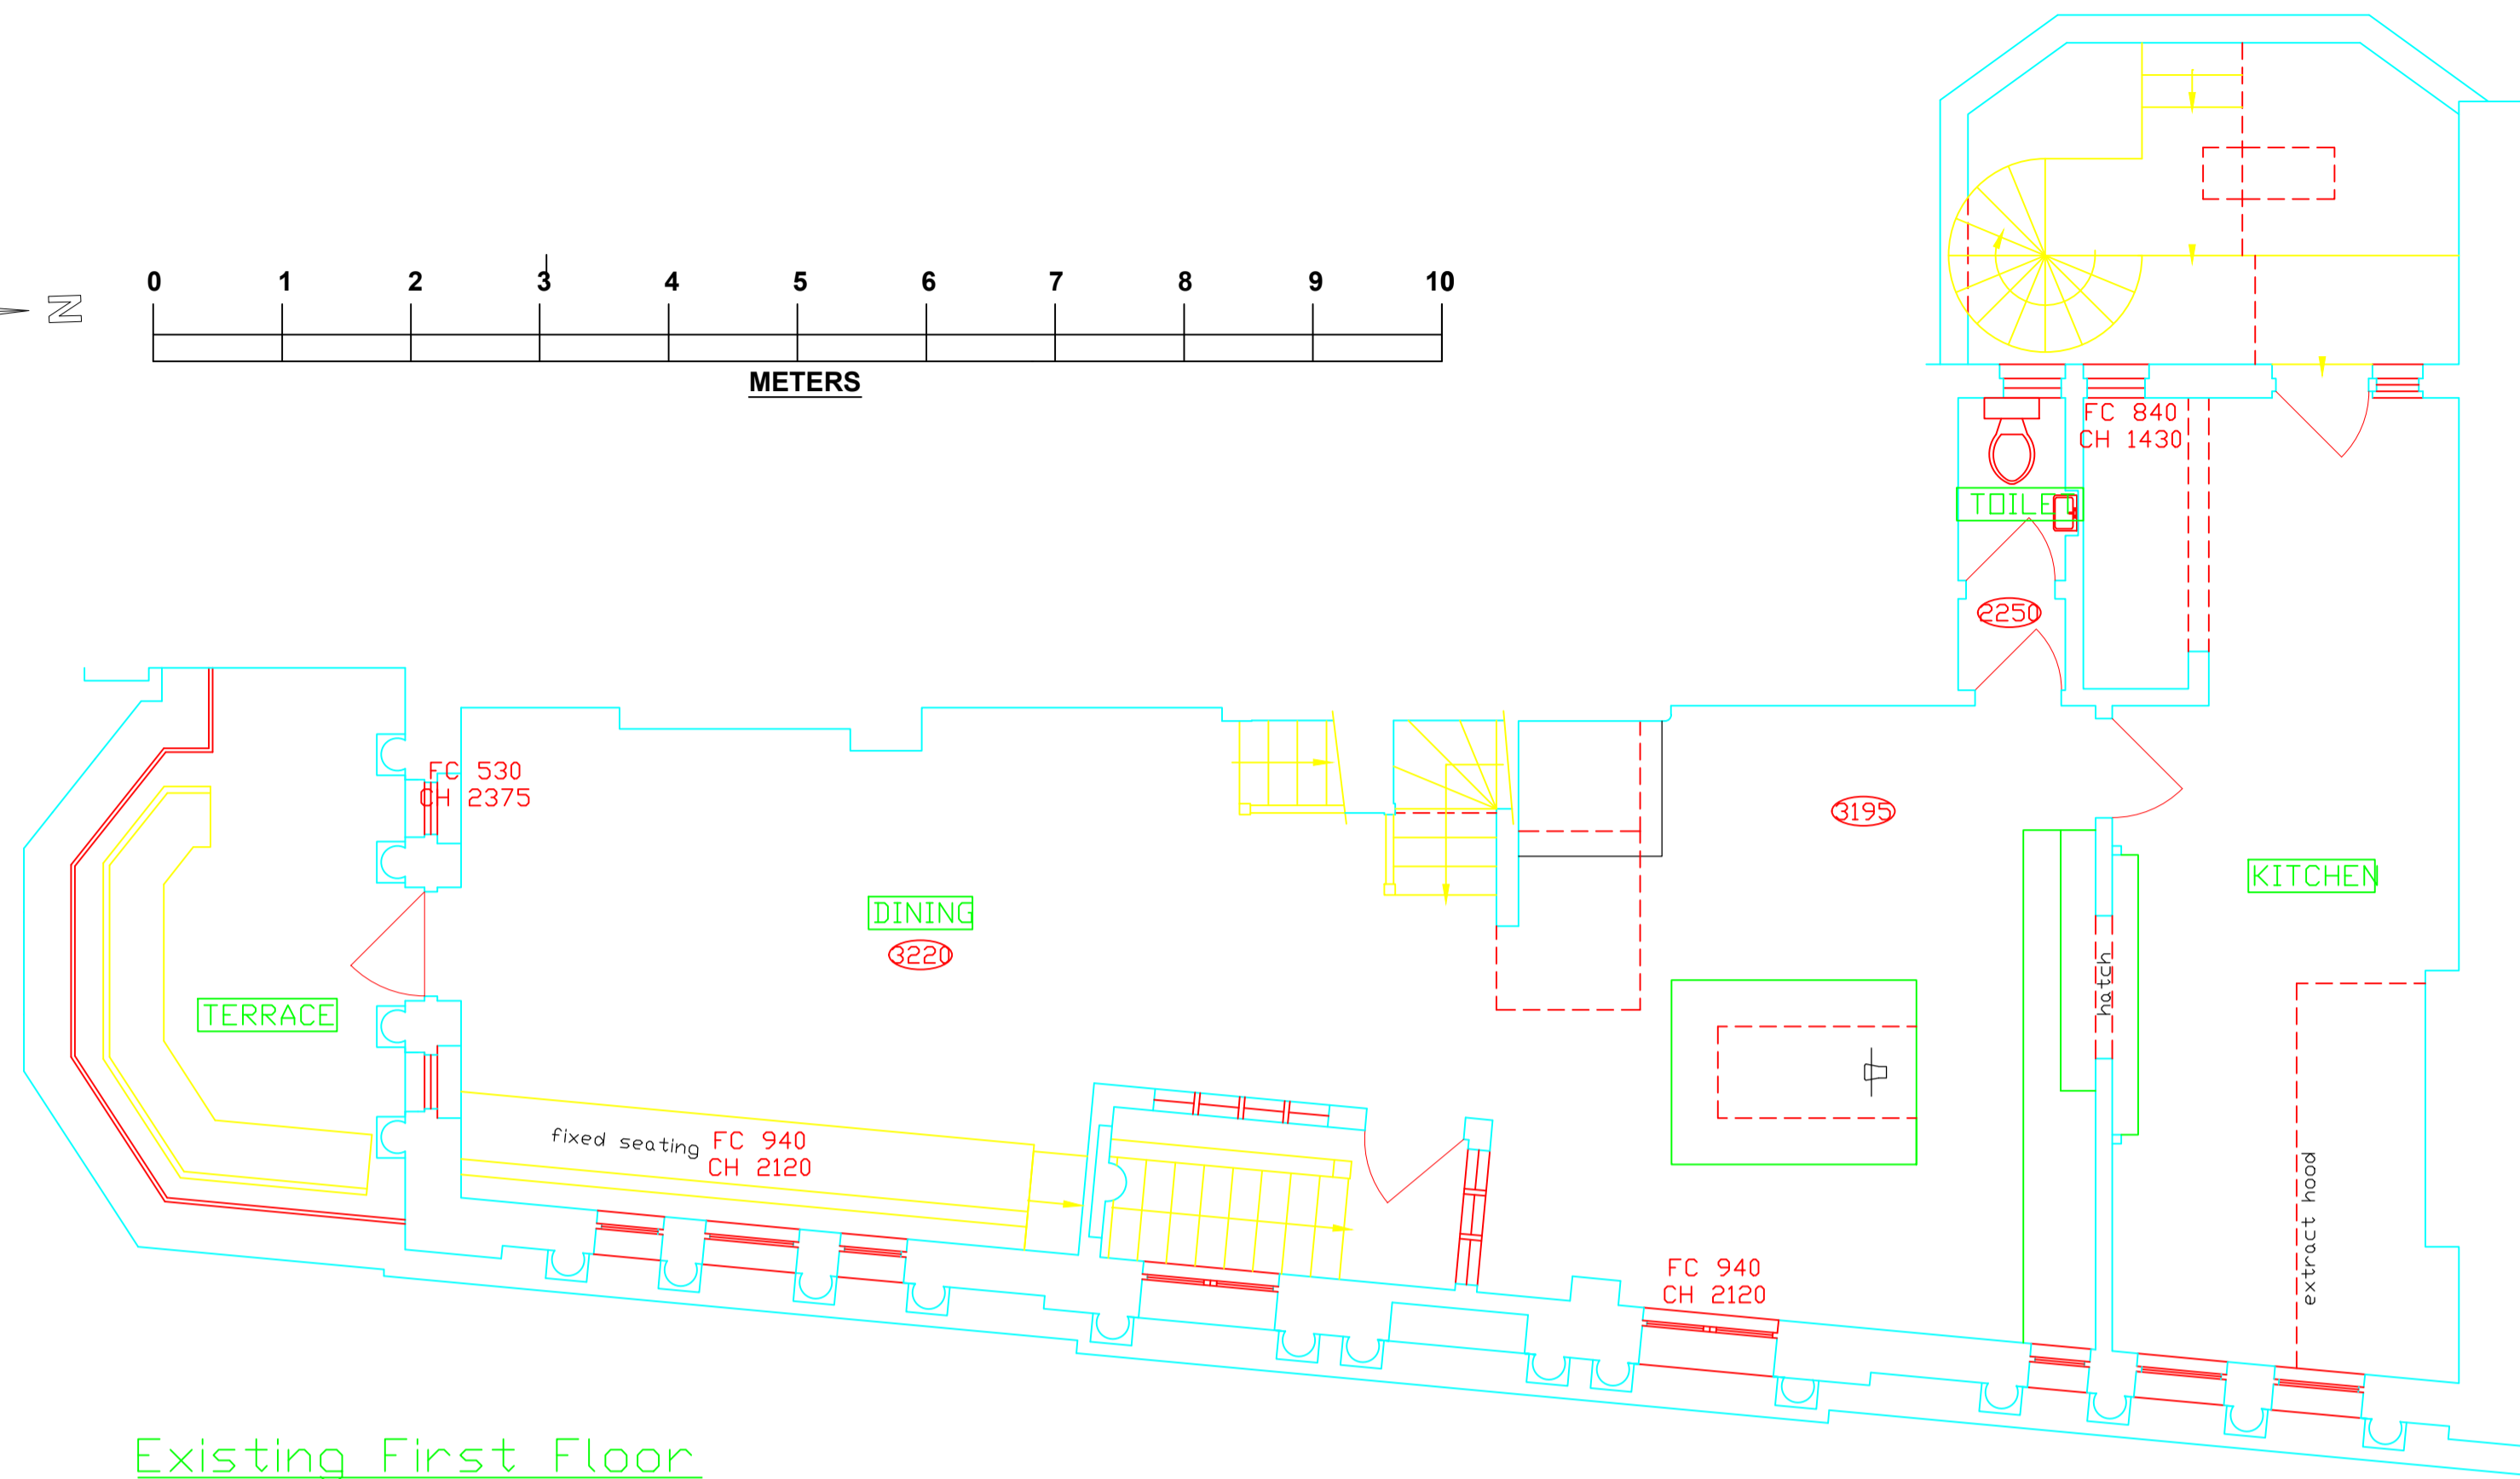 0 1 2 3 4 5 6 7 8 9 10
N
METERS
FC 840
CH 1430
TOILET
2250
FC 530
CH 2375
3195
KITCHEN
DINING
3220
hatch
TERRACE
fixed seating
FC 940
CH 2120
extract hood
FC 940
CH 2120
Existing First Floor